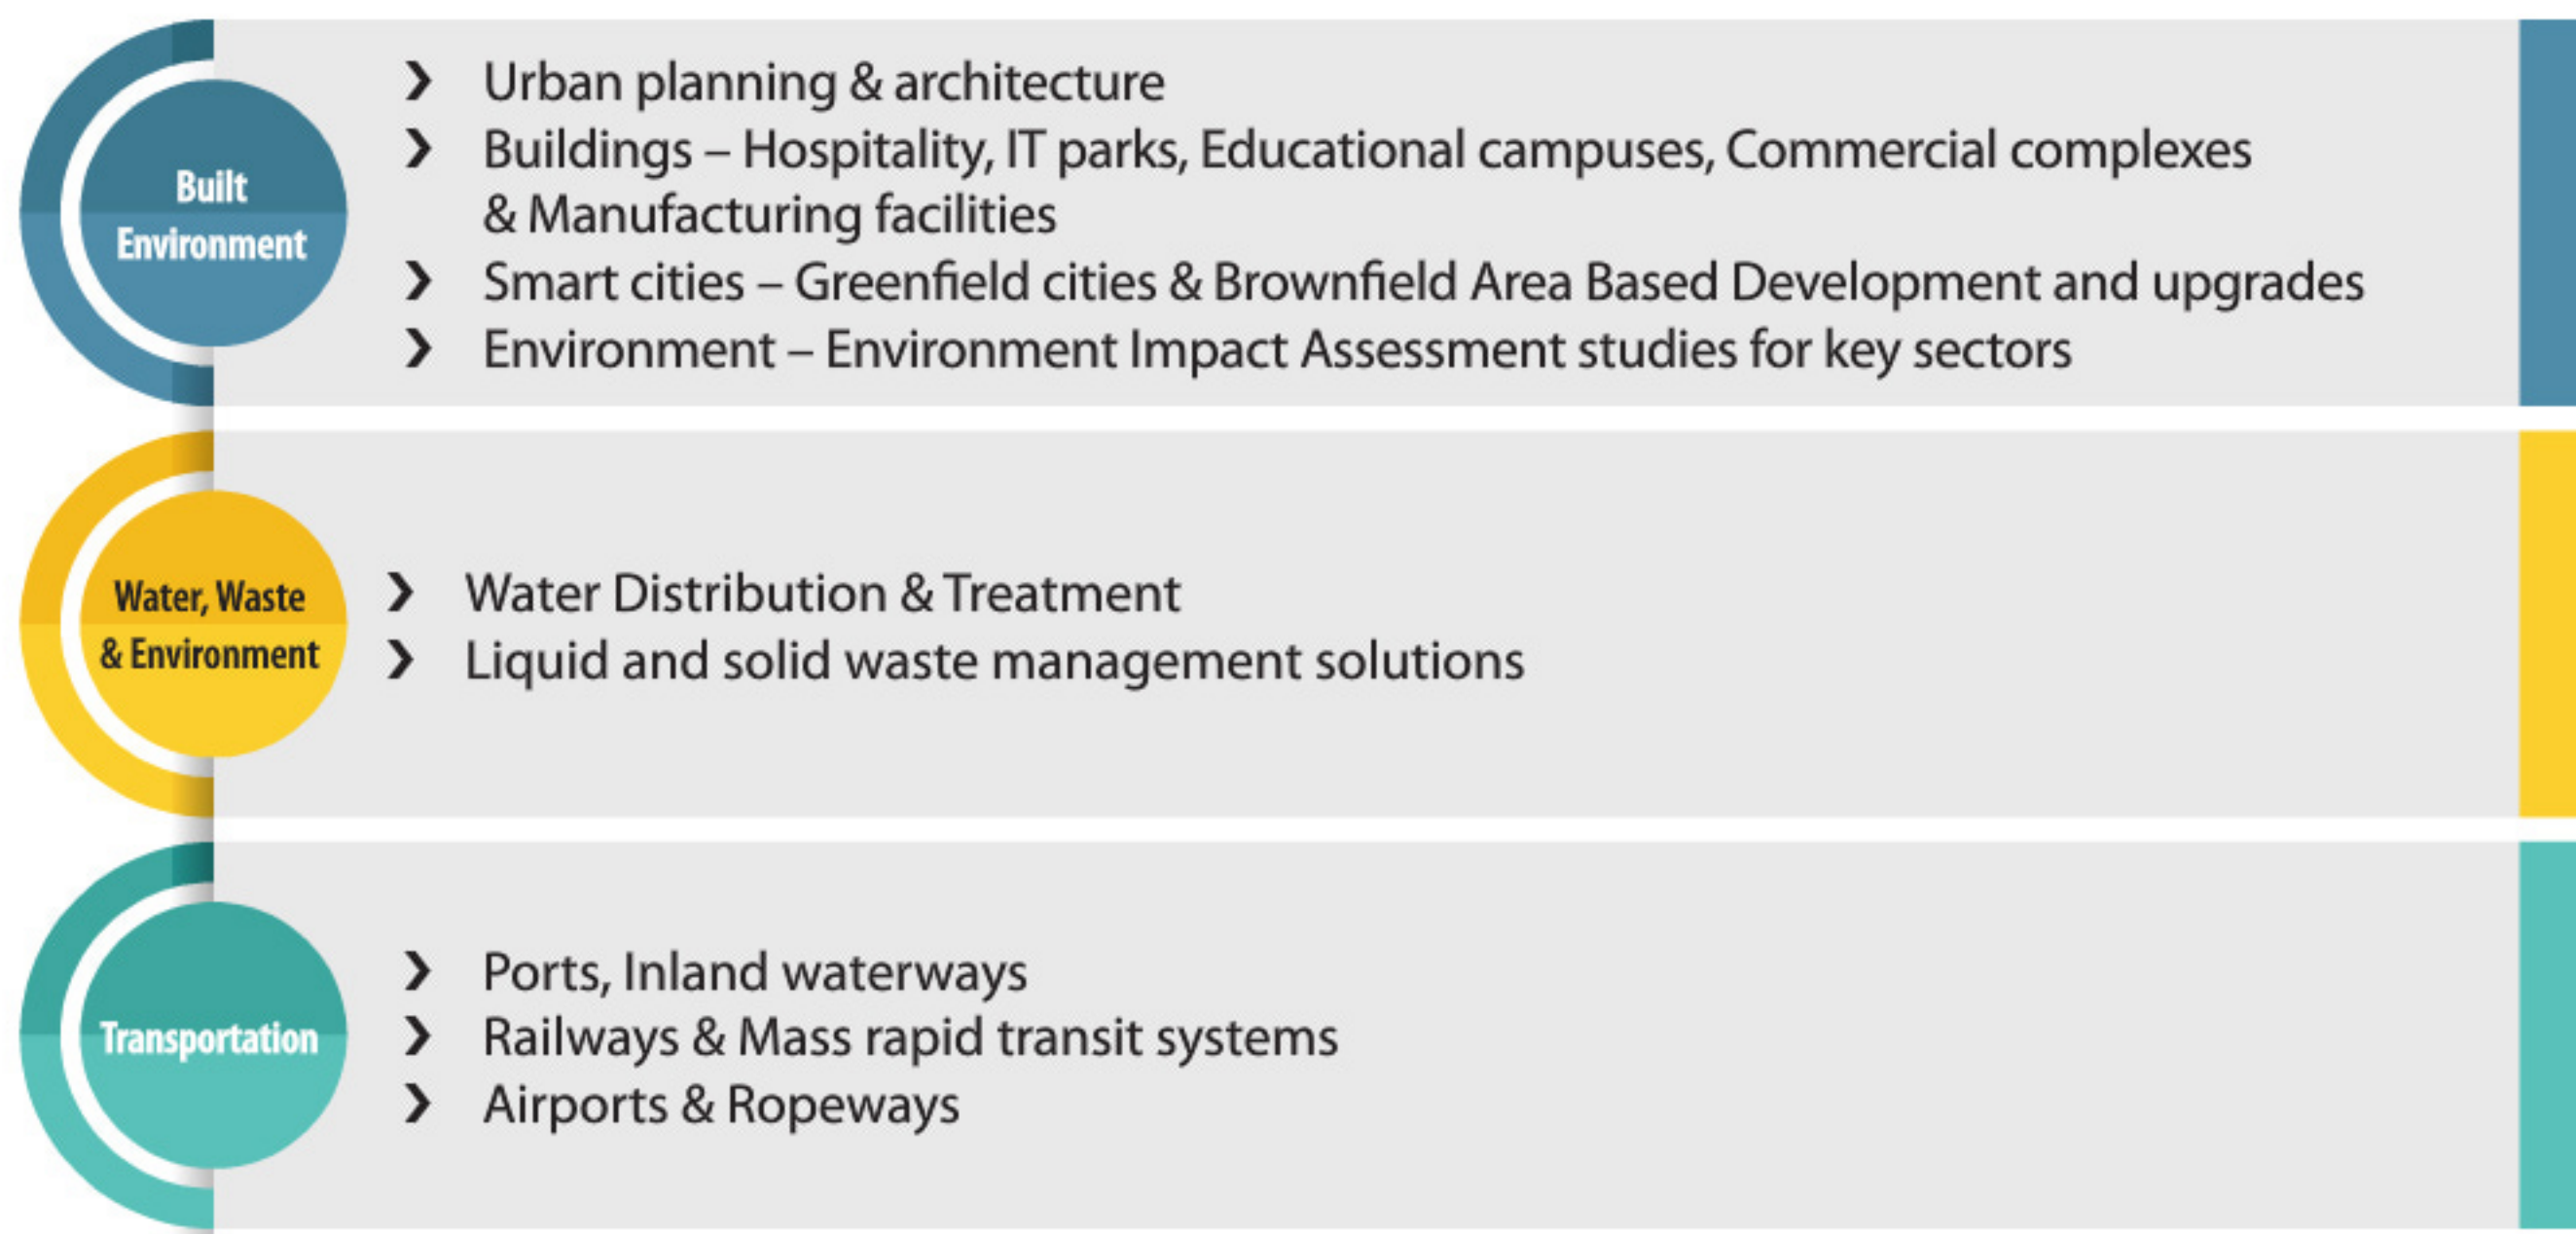 Built
Environment
❯ Urban planning & architecture
❯ Buildings – Hospitality, IT parks, Educational campuses, Commercial complexes
& Manufacturing facilities
❯ Smart cities – Greenfield cities & Brownfield Area Based Development and upgrades
❯ Environment – Environment Impact Assessment studies for key sectors
Water, Waste
& Environment
❯ Water Distribution & Treatment
❯ Liquid and solid waste management solutions
Transportation
❯ Ports, Inland waterways
❯ Railways & Mass rapid transit systems
❯ Airports & Ropeways